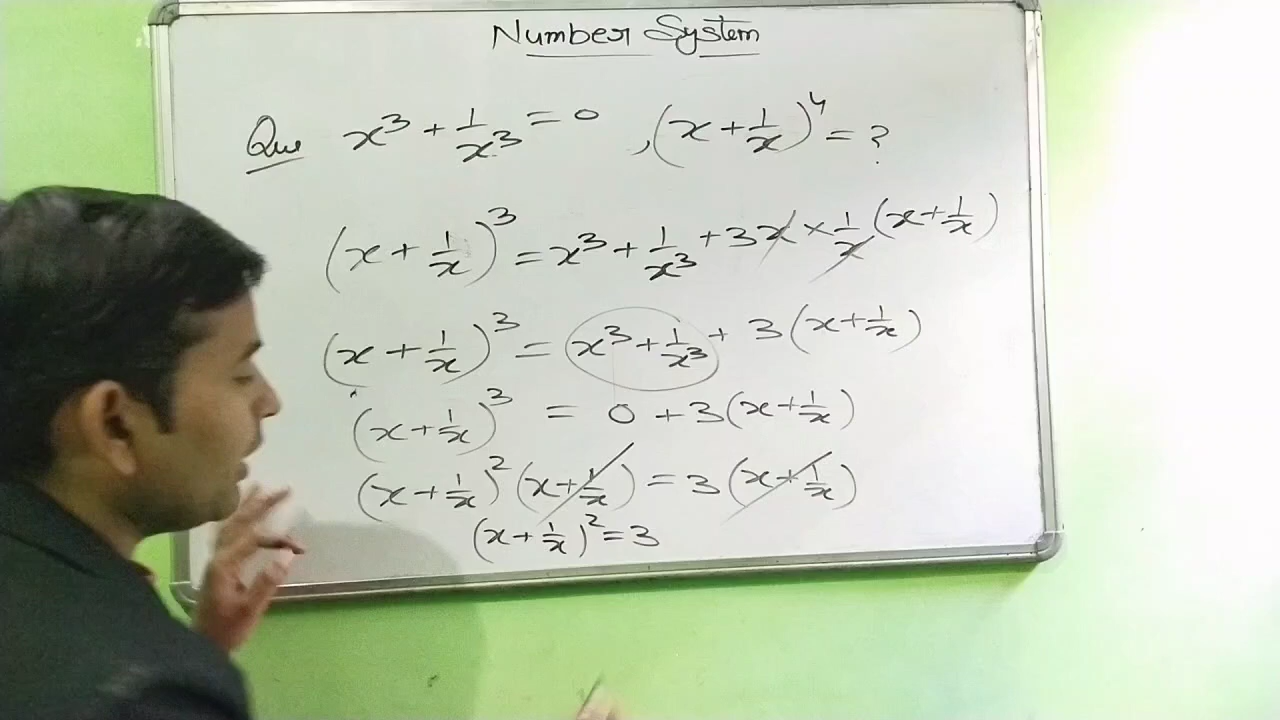 Number System
Que x³ + 1/x³ = 0 , (x + 1/x)⁴ = ?
(x + 1/x)³ = x³ + 1/x³ + 3x × 1/x (x + 1/x)
(x + 1/x)³ = x³ + 1/x³ + 3(x + 1/x)
(x + 1/x)³ = 0 + 3(x + 1/x)
(x + 1/x)² (x + 1/x) = 3(x + 1/x)
(x + 1/x)² = 3